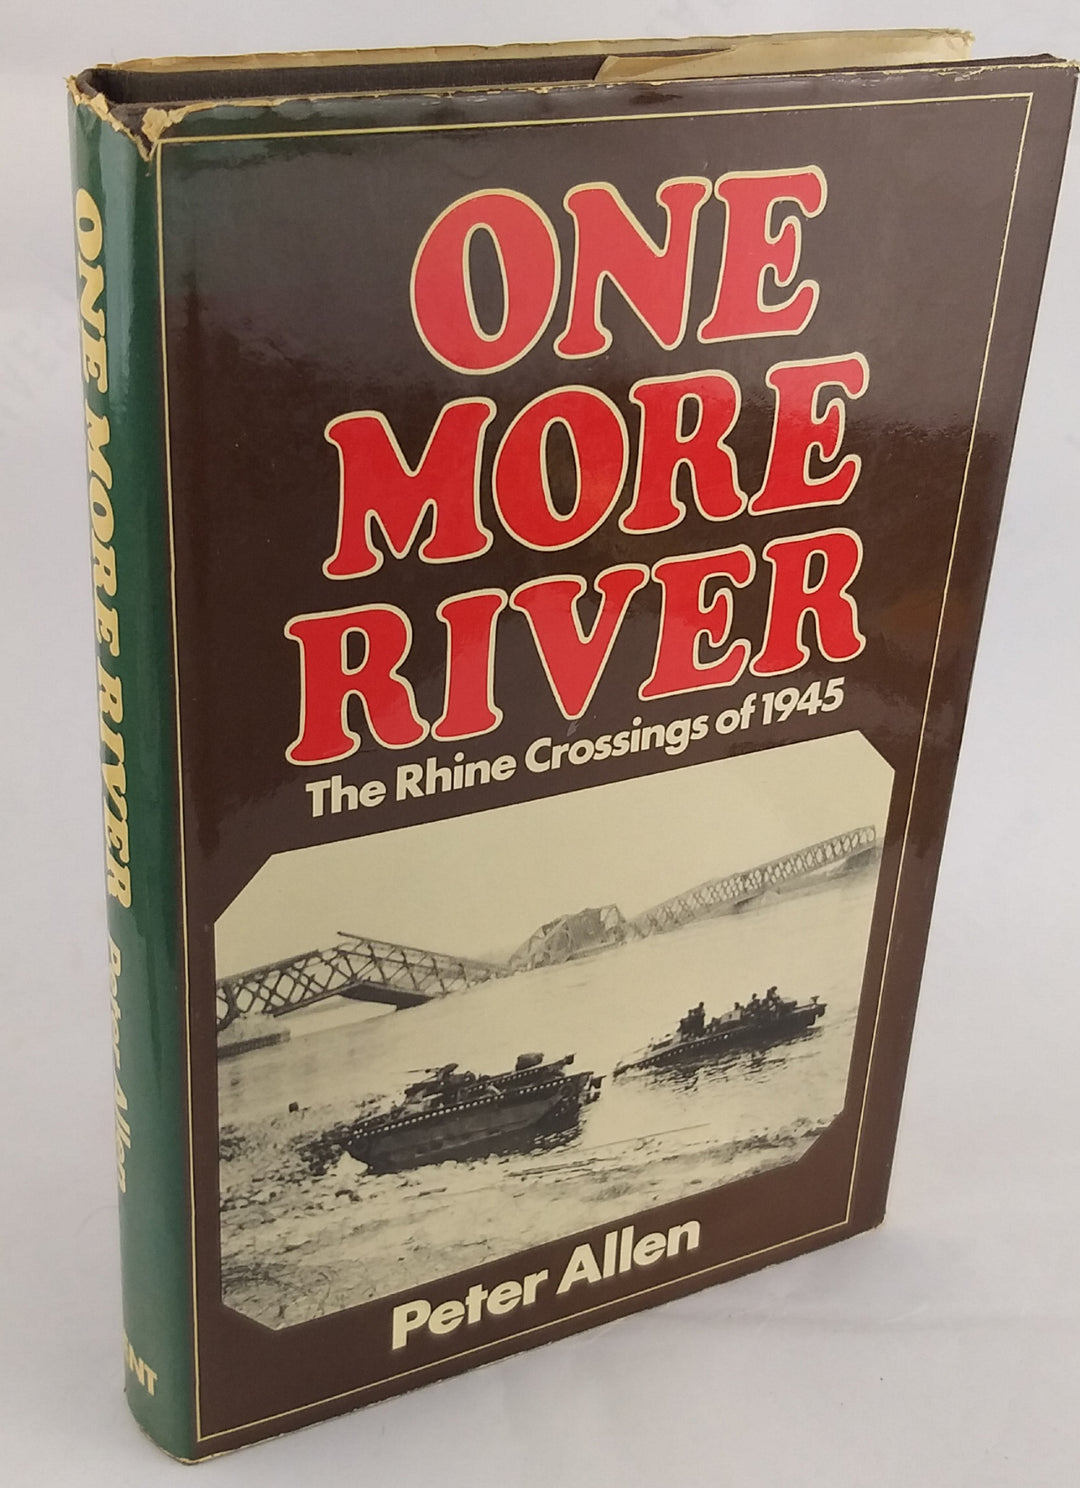 ONE
MORE
RIVER
The Rhine Crossings of 1945
Peter Allen
ONE MORE RIVER Peter Allen